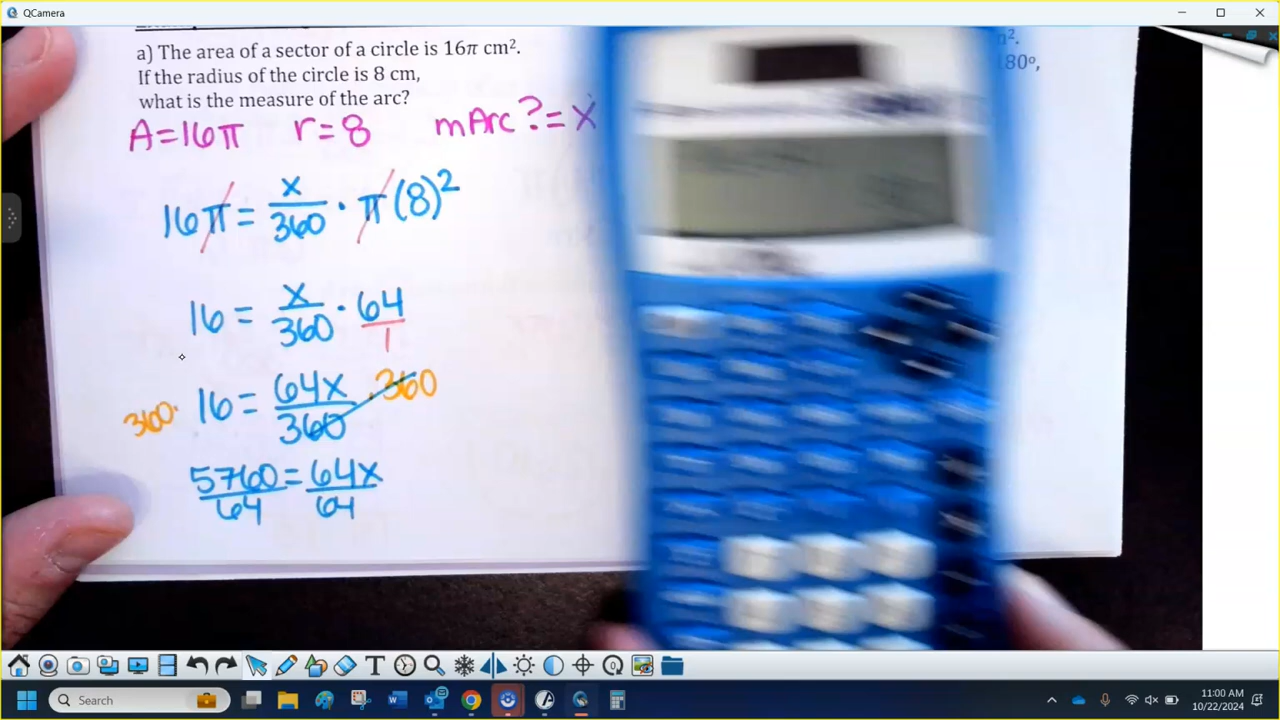 QCamera
a) The area of a sector of a circle is 16π cm².
If the radius of the circle is 8 cm,
what is the measure of the arc?
180°,
A=16π r=8 mArc?=x
16π = x/360 · π(8)²
16 = x/360 · 64/1
360· 16 = 64x/360 · 360
5760/64 = 64x/64
Search
11:00 AM
10/22/2024